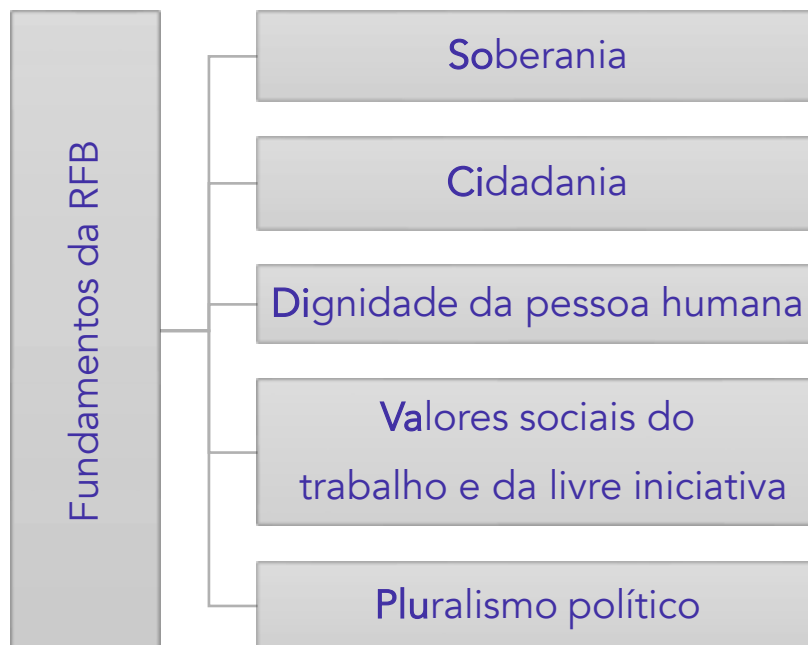 Fundamentos da RFB
Soberania
Cidadania
Dignidade da pessoa humana
Valores sociais do
trabalho e da livre iniciativa
Pluralismo político